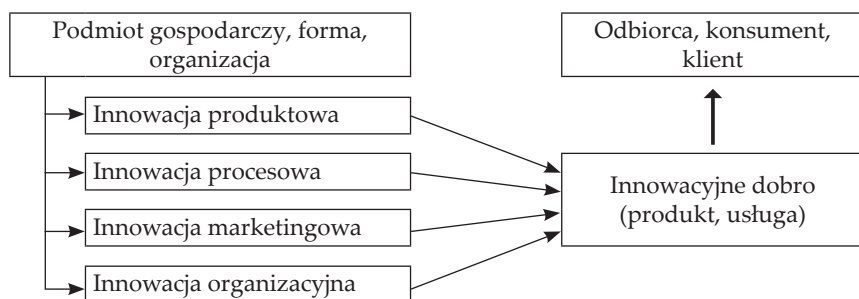 Podmiot gospodarczy, forma,
organizacja
Odbiorca, konsument,
klient
Innowacja produktowa
Innowacja procesowa
Innowacja marketingowa
Innowacja organizacyjna
Innowacyjne dobro
(produkt, usługa)